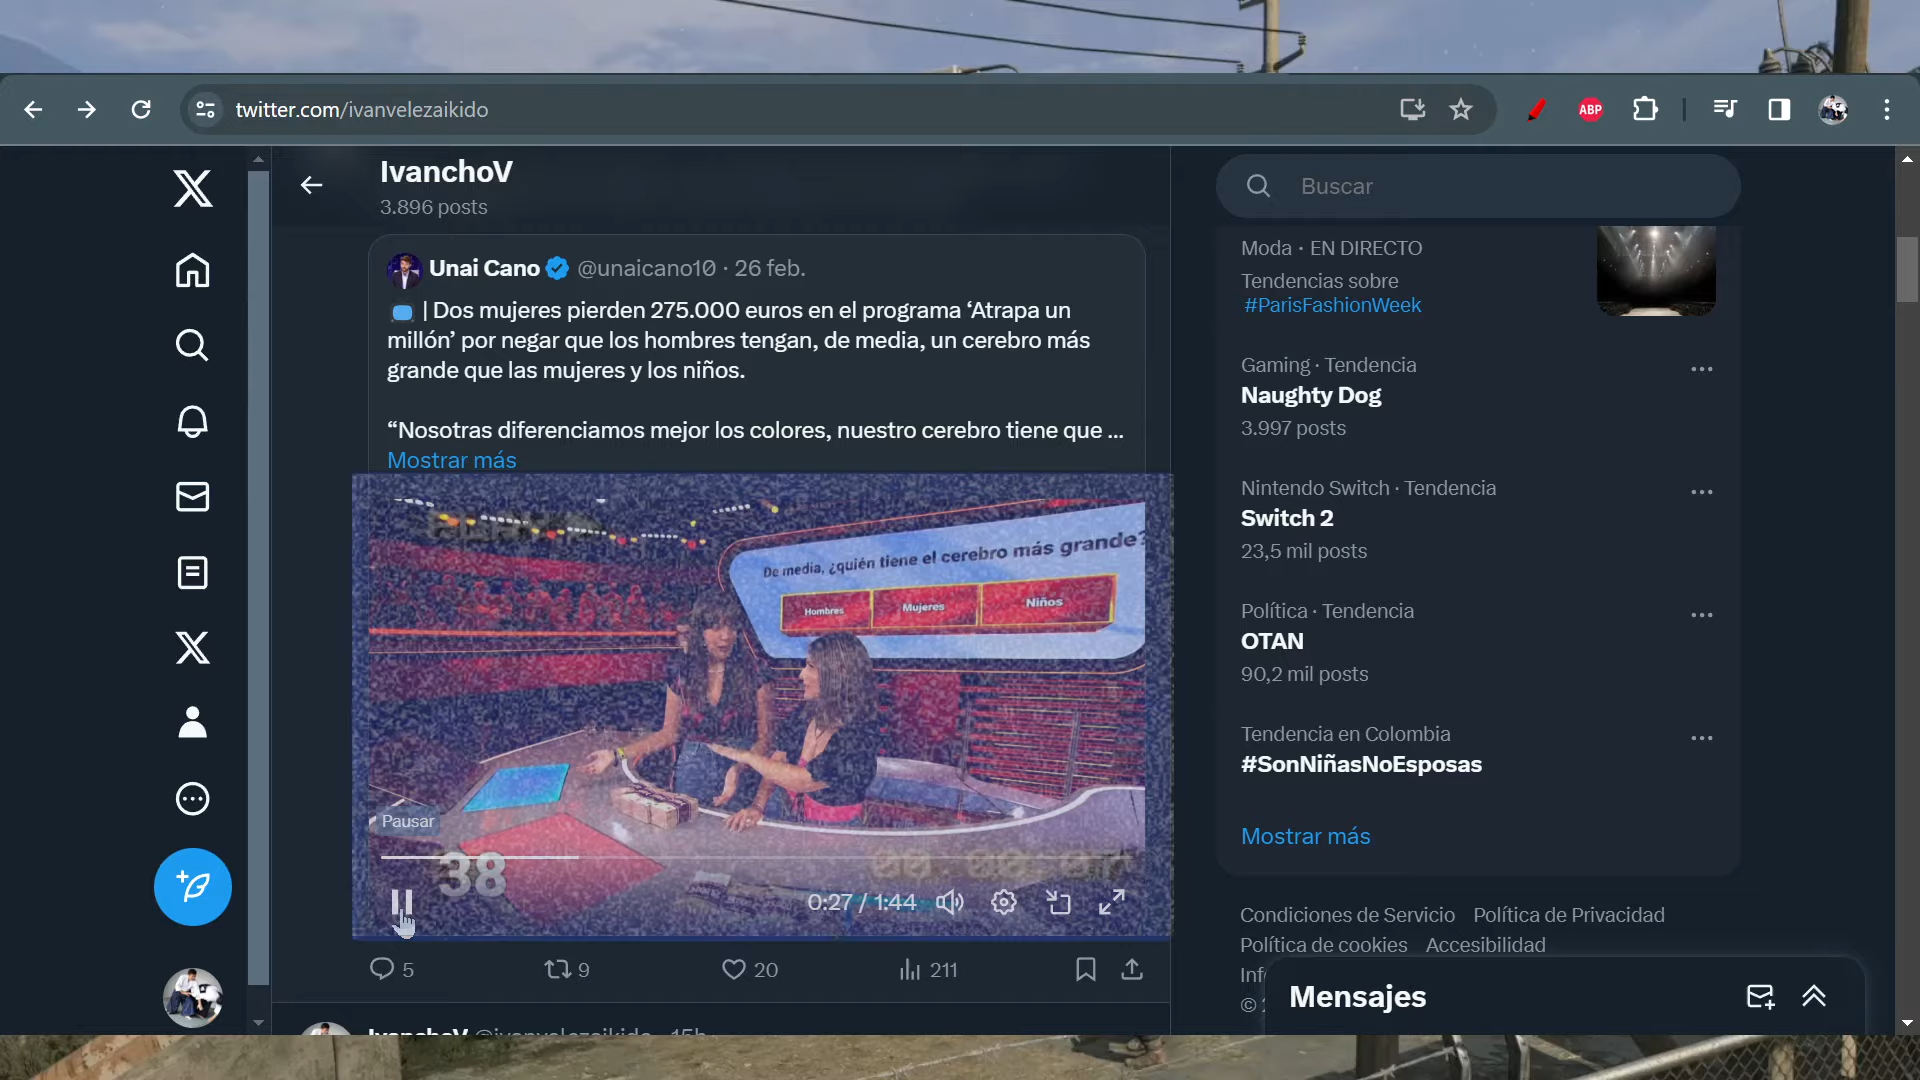 twitter.com/ivanvelezaikido
ABP
IvanchoV
3.896 posts
Unai Cano @unaicano10 · 26 feb.
| Dos mujeres pierden 275.000 euros en el programa ‘Atrapa un
millón’ por negar que los hombres tengan, de media, un cerebro más
grande que las mujeres y los niños.
“Nosotras diferenciamos mejor los colores, nuestro cerebro tiene que ...
Mostrar más
De media, ¿quién tiene el cerebro más grande?
Hombres
Mujeres
Niños
Pausar
38
0:27 / 1:44
5
9
20
211
IvanchoV @ivanvelezaikido · 15h
Buscar
Moda · EN DIRECTO
Tendencias sobre
#ParisFashionWeek
Gaming · Tendencia
Naughty Dog
3.997 posts
Nintendo Switch · Tendencia
Switch 2
23,5 mil posts
Política · Tendencia
OTAN
90,2 mil posts
Tendencia en Colombia
#SonNiñasNoEsposas
Mostrar más
Condiciones de Servicio Política de Privacidad
Política de cookies Accesibilidad
©
Mensajes